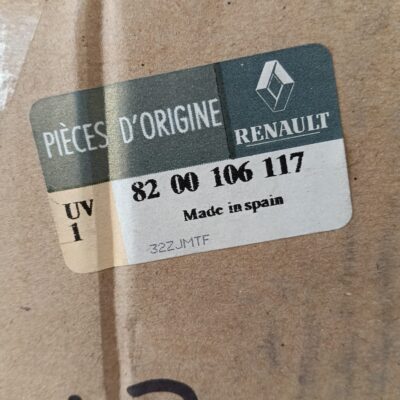 PIÈCES D'ORIGINE
RENAULT
UV
1
82 00 106 117
Made in spain
32ZJMTF